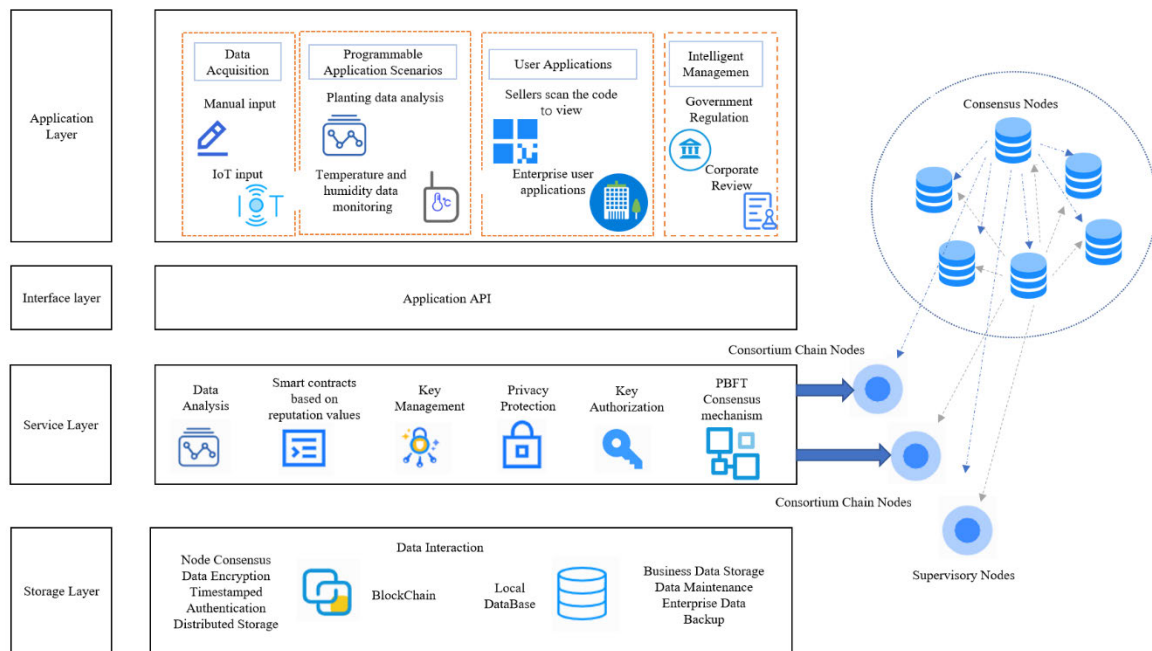 Application
Layer
Data
Acquisition
Manual input
IoT input
I O T
Programmable
Application Scenarios
Planting data analysis
Temperature and
humidity data
monitoring
°C
User Applications
Sellers scan the code
to view
Enterprise user
applications
Intelligent
Managemen
Government
Regulation
Corporate
Review
Consensus Nodes
Interface layer
Application API
Service Layer
Data
Analysis
Smart contracts
based on
reputation values
Key
Management
Privacy
Protection
Key
Authorization
PBFT
Consensus
mechanism
Consortium Chain Nodes
Consortium Chain Nodes
Supervisory Nodes
Storage Layer
Data Interaction
Node Consensus
Data Encryption
Timestamped
Authentication
Distributed Storage
BlockChain
Local
DataBase
Business Data Storage
Data Maintenance
Enterprise Data
Backup